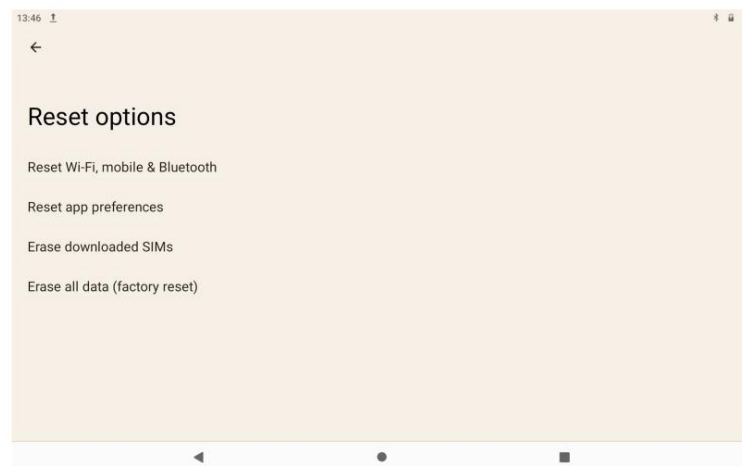 13:46
Reset options
Reset Wi-Fi, mobile & Bluetooth
Reset app preferences
Erase downloaded SIMs
Erase all data (factory reset)